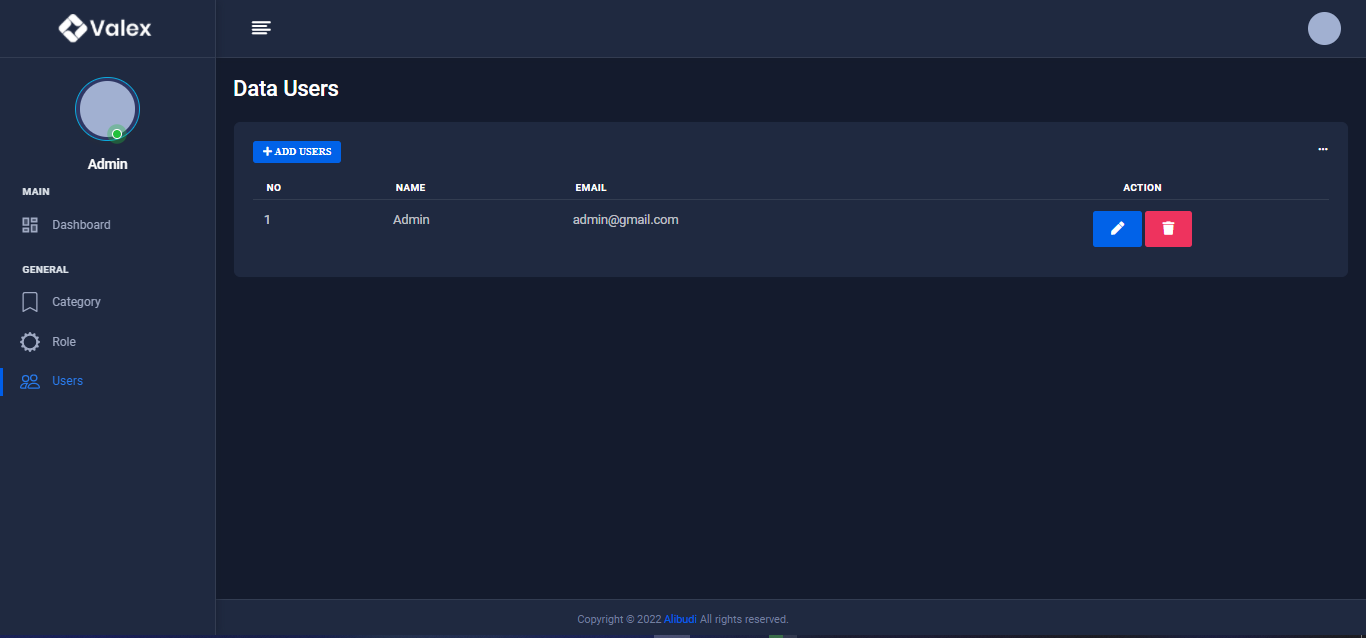 Valex
Admin
MAIN
Dashboard
GENERAL
Category
Role
Users
Data Users
ADD USERS
NO NAME EMAIL ACTION
1 Admin admin@gmail.com
Copyright © 2022 Alibudi All rights reserved.